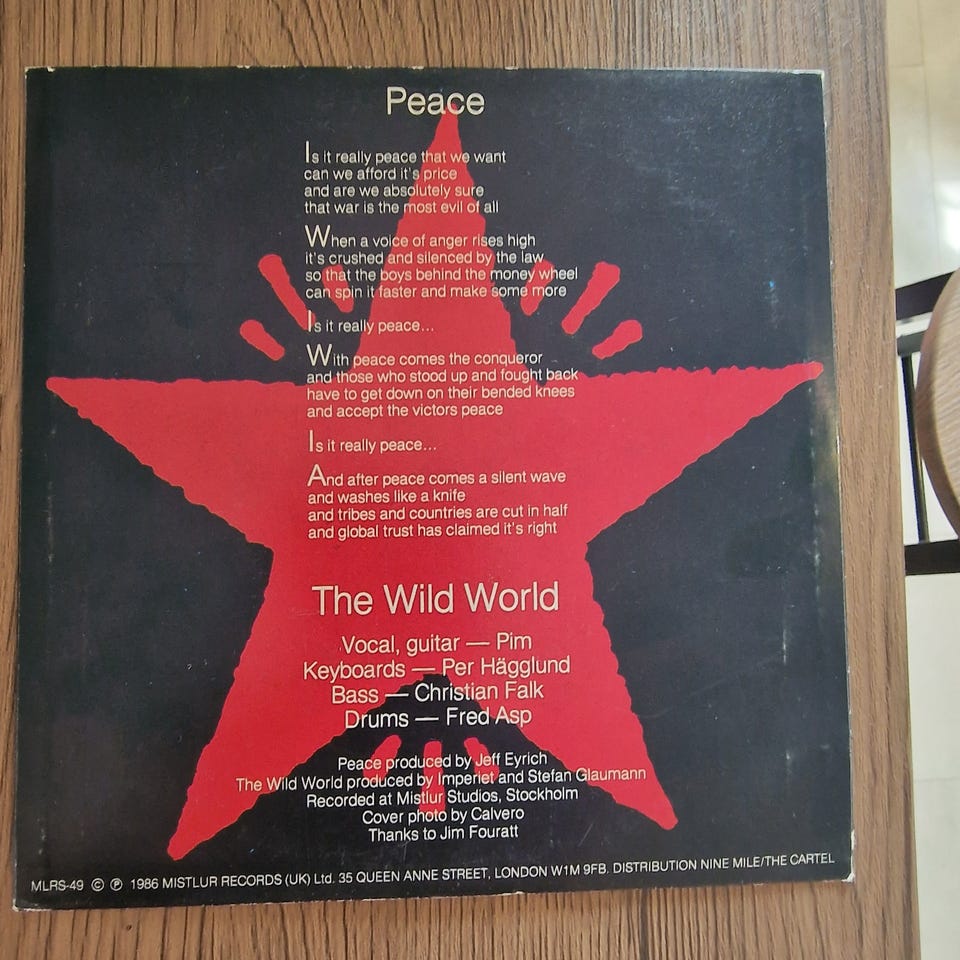 Peace
Is it really peace that we want
can we afford it's price
and are we absolutely sure
that war is the most evil of all
When a voice of anger rises high
it's crushed and silenced by the law
so that the boys behind the money wheel
can spin it faster and make some more
Is it really peace...
With peace comes the conqueror
and those who stood up and fought back
have to get down on their bended knees
and accept the victors peace
Is it really peace...
And after peace comes a silent wave
and washes like a knife
and tribes and countries are cut in half
and global trust has claimed it's right
The Wild World
Vocal, guitar — Pim
Keyboards — Per Hägglund
Bass — Christian Falk
Drums — Fred Asp
Peace produced by Jeff Eyrich
The Wild World produced by Imperiet and Stefan Glaumann
Recorded at Mistlur Studios, Stockholm
Cover photo by Calvero
Thanks to Jim Fouratt
MLRS-49 © ℗ 1986 MISTLUR RECORDS (UK) Ltd. 35 QUEEN ANNE STREET, LONDON W1M 9FB. DISTRIBUTION NINE MILE/THE CARTEL